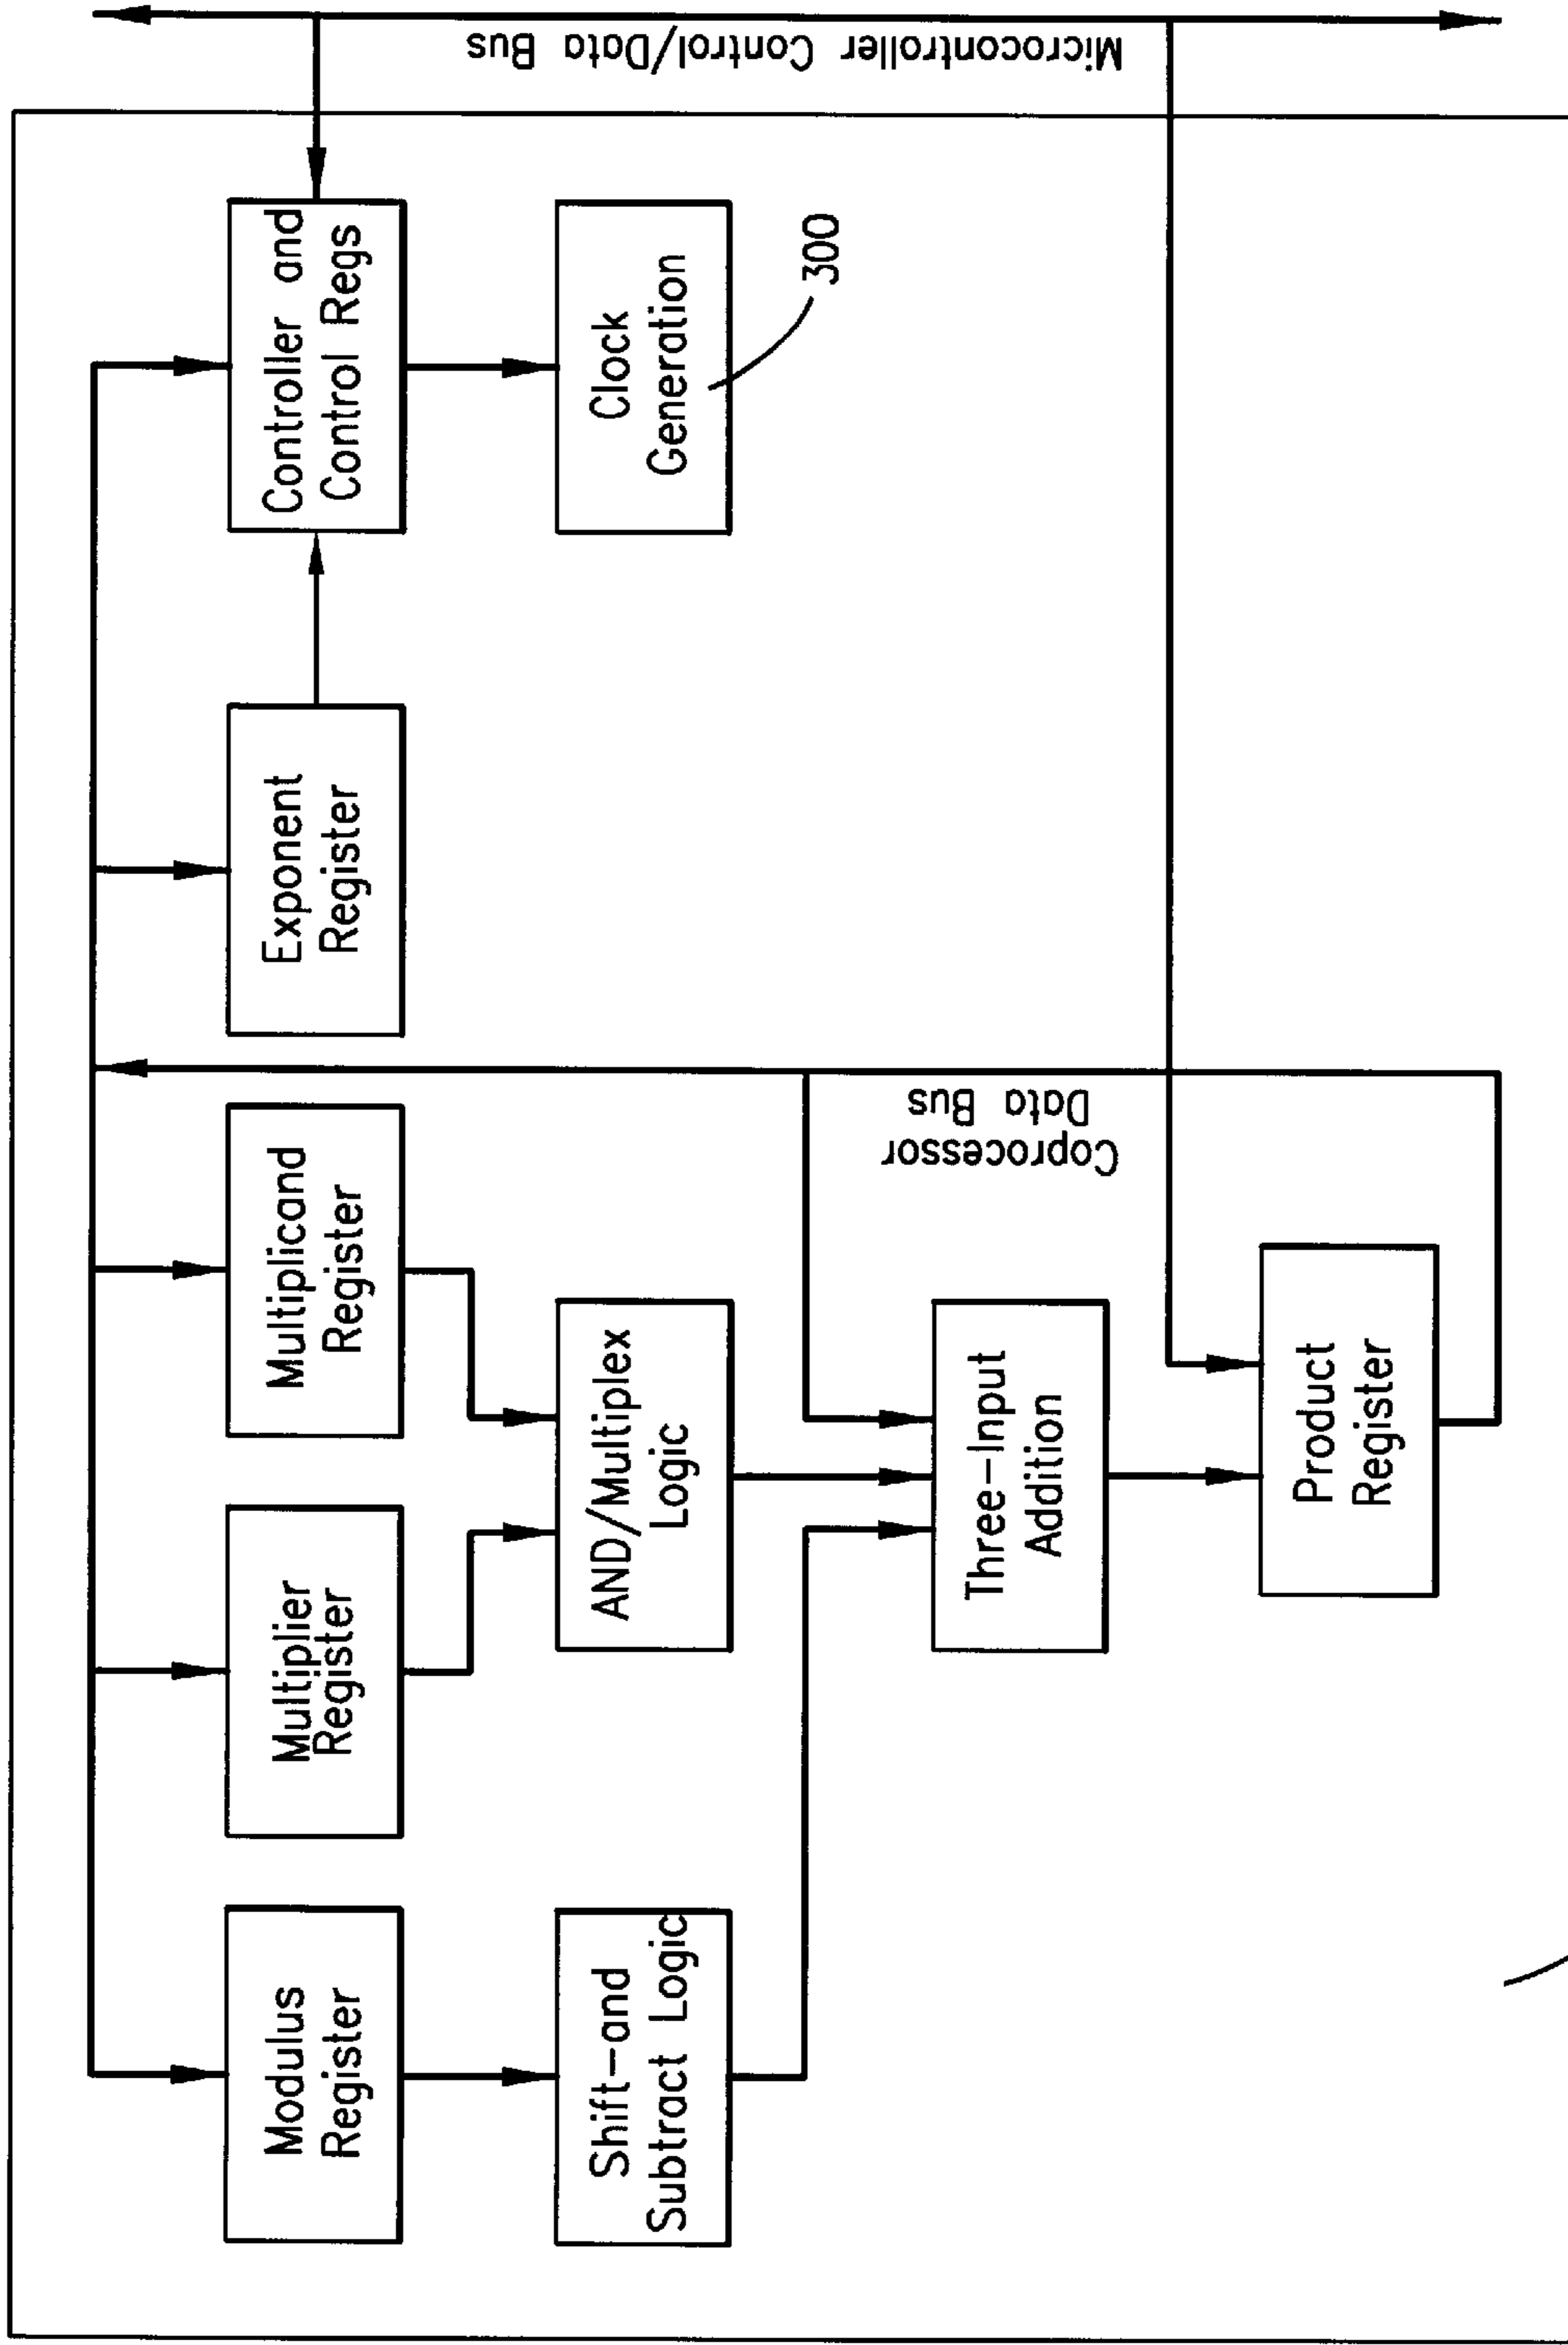 Modulus
Register
Multiplier
Register
Multiplicand
Register
Exponent
Register
Controller and
Control Regs
Shift-and
Subtract Logic
AND/Multiplex
Logic
Clock
Generation
300
Three-Input
Addition
Coprocessor
Data Bus
Product
Register
Microcontroller Control/Data Bus